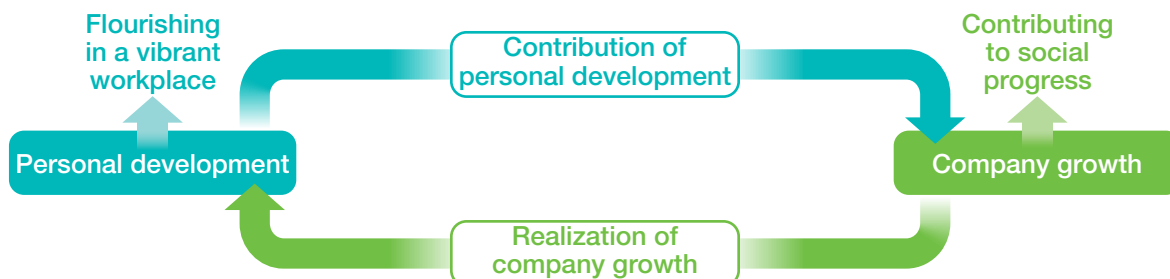 Flourishing
in a vibrant
workplace
Contribution of
personal development
Contributing
to social
progress
Personal development
Company growth
Realization of
company growth